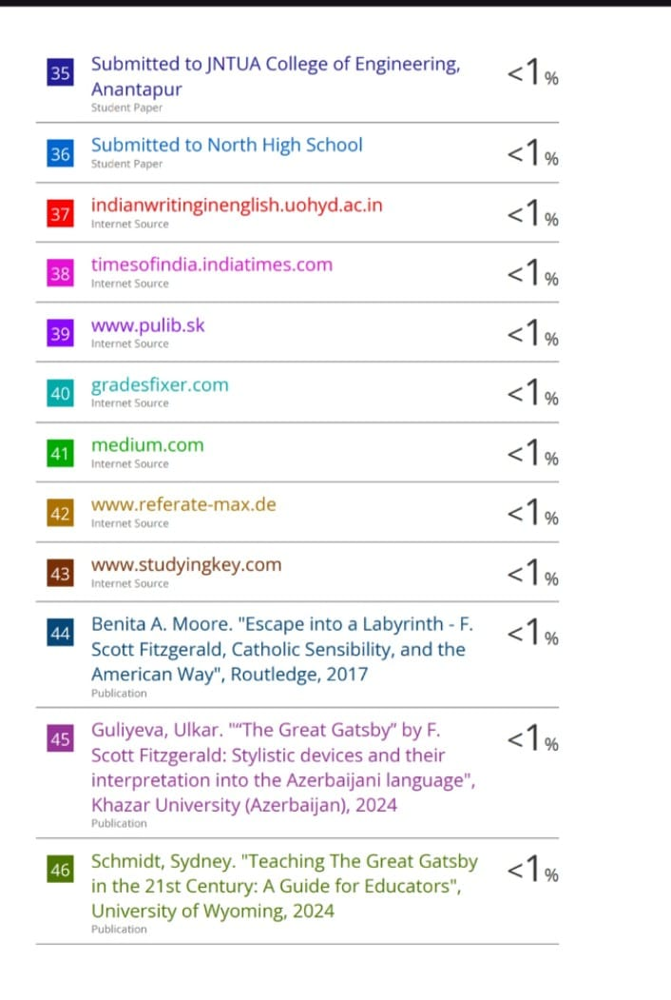 35
Submitted to JNTUA College of Engineering,
Anantapur
Student Paper
<1%
36
Submitted to North High School
Student Paper
<1%
37
indianwritinginenglish.uohyd.ac.in
Internet Source
<1%
38
timesofindia.indiatimes.com
Internet Source
<1%
39
www.pulib.sk
Internet Source
<1%
40
gradesfixer.com
Internet Source
<1%
41
medium.com
Internet Source
<1%
42
www.referate-max.de
Internet Source
<1%
43
www.studyingkey.com
Internet Source
<1%
44
Benita A. Moore. "Escape into a Labyrinth - F.
Scott Fitzgerald, Catholic Sensibility, and the
American Way", Routledge, 2017
Publication
<1%
45
Guliyeva, Ulkar. "“The Great Gatsby” by F.
Scott Fitzgerald: Stylistic devices and their
interpretation into the Azerbaijani language",
Khazar University (Azerbaijan), 2024
Publication
<1%
46
Schmidt, Sydney. "Teaching The Great Gatsby
in the 21st Century: A Guide for Educators",
University of Wyoming, 2024
Publication
<1%